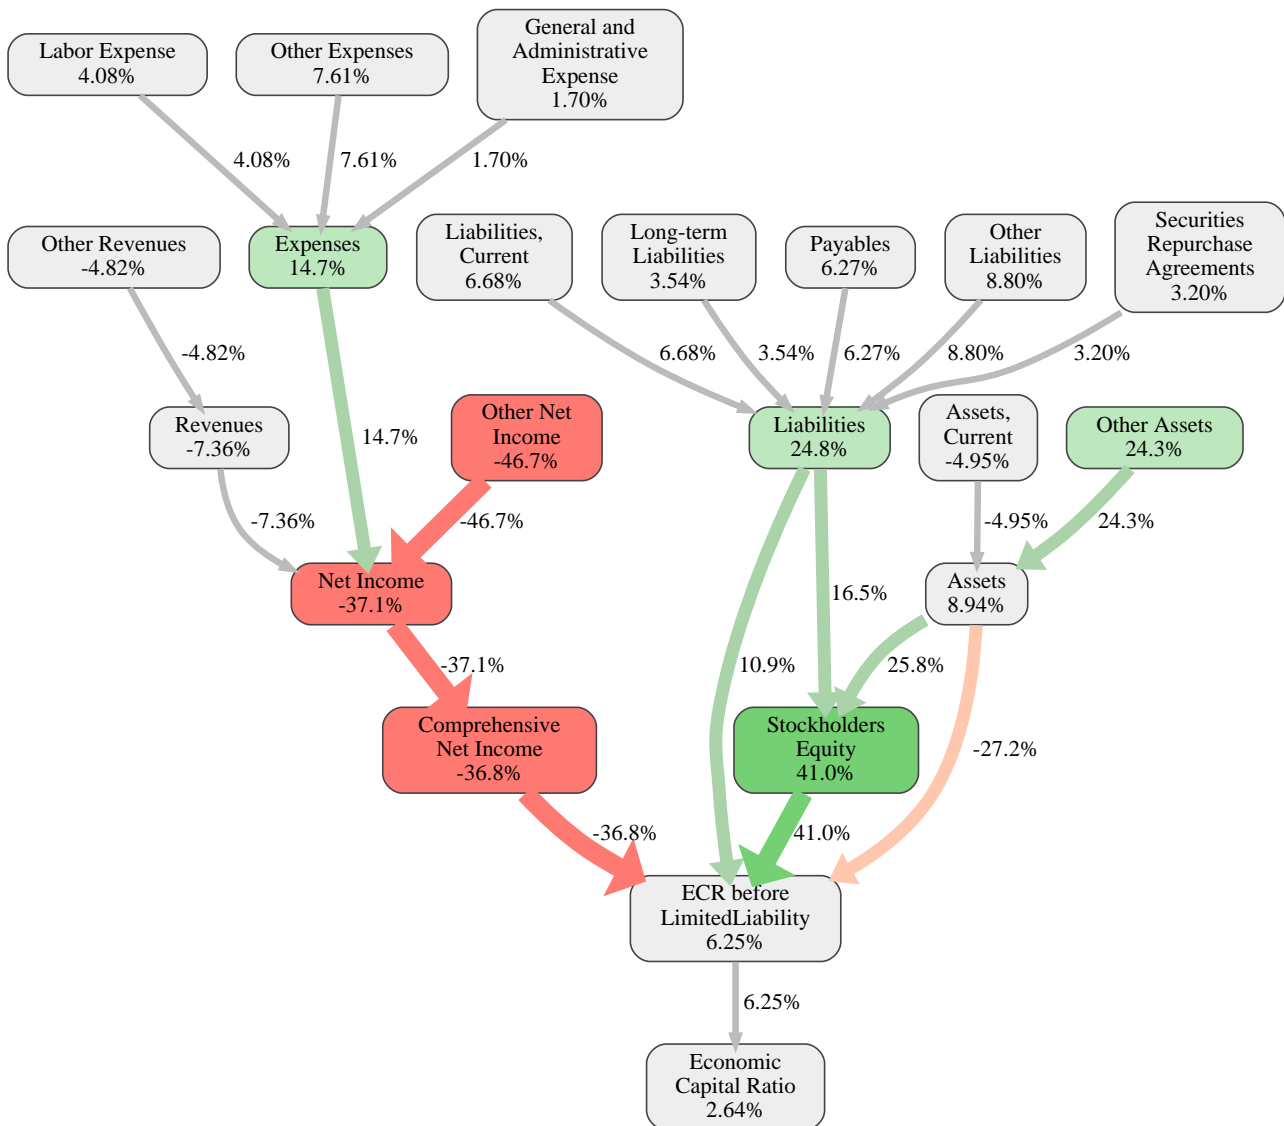 Labor Expense
4.08%
Other Expenses
7.61%
General and
Administrative
Expense
1.70%
4.08%
7.61%
1.70%
Other Revenues
-4.82%
Expenses
14.7%
Liabilities,
Current
6.68%
Long-term
Liabilities
3.54%
Payables
6.27%
Other
Liabilities
8.80%
Securities
Repurchase
Agreements
3.20%
-4.82%
6.68%
3.54%
6.27%
8.80%
3.20%
Revenues
-7.36%
14.7%
Other Net
Income
-46.7%
Liabilities
24.8%
Assets,
Current
-4.95%
Other Assets
24.3%
-7.36%
-46.7%
-4.95%
24.3%
Net Income
-37.1%
16.5%
Assets
8.94%
-37.1%
10.9%
25.8%
Comprehensive
Net Income
-36.8%
Stockholders
Equity
41.0%
-27.2%
-36.8%
41.0%
ECR before
LimitedLiability
6.25%
6.25%
Economic
Capital Ratio
2.64%